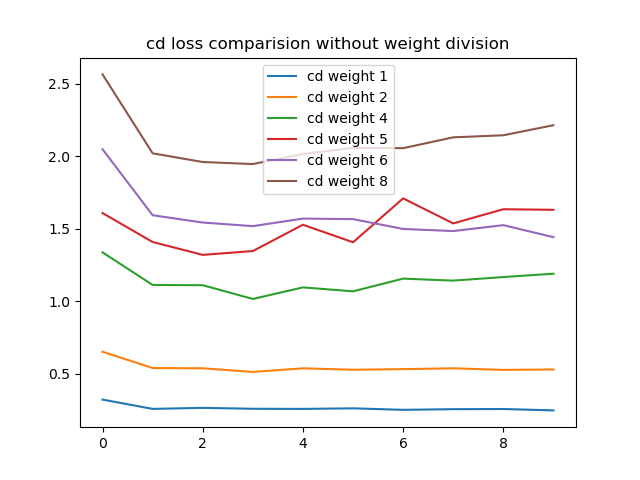 cd loss comparision without weight division
cd weight 1
cd weight 2
cd weight 4
cd weight 5
cd weight 6
cd weight 8
2.5
2.0
1.5
1.0
0.5
0 2 4 6 8